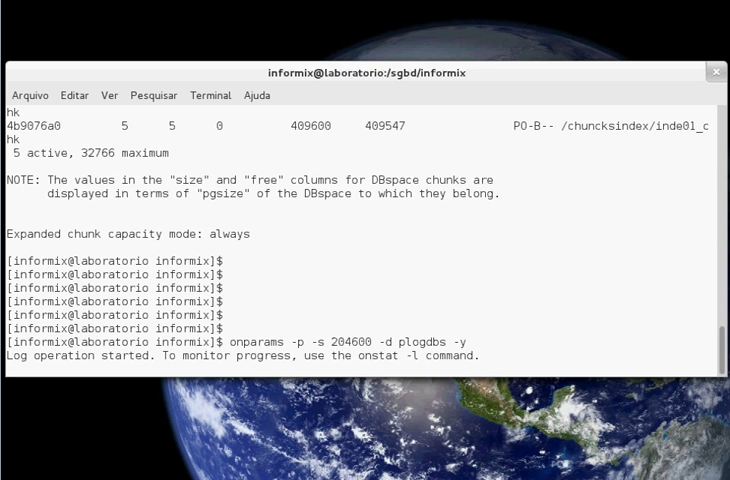 informix@laboratorio:/sgbd/informix
Arquivo Editar Ver Pesquisar Terminal Ajuda
hk
4b9076a0 5 5 0 409600 409547 PO-B-- /chuncksindex/inde01_c
hk
5 active, 32766 maximum
NOTE: The values in the "size" and "free" columns for DBspace chunks are
displayed in terms of "pgsize" of the DBspace to which they belong.
Expanded chunk capacity mode: always
[informix@laboratorio informix]$
[informix@laboratorio informix]$
[informix@laboratorio informix]$
[informix@laboratorio informix]$
[informix@laboratorio informix]$
[informix@laboratorio informix]$
[informix@laboratorio informix]$ onparams -p -s 204600 -d plogdbs -y
Log operation started. To monitor progress, use the onstat -l command.